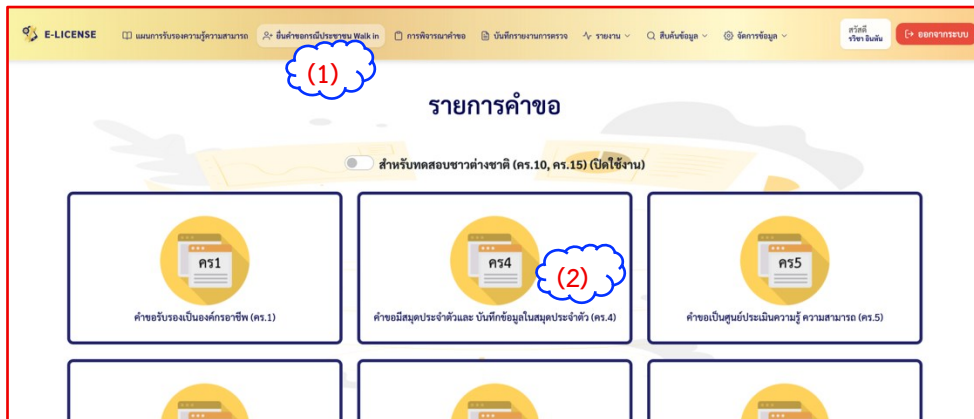 E-LICENSE แผนการรับรองความรู้ความสามารถ ยื่นคำขอกรณีประชาชน Walk in การพิจารณาคำขอ บันทึกรายงานการตรวจ รายงาน สืบค้นข้อมูล จัดการข้อมูล สวัสดี ออกจากระบบ
รวิชา อินตัน
(1)
รายการคำขอ
สำหรับทดสอบชาวต่างชาติ (คร.10, คร.15) (ปิดใช้งาน)
คร1 คร4 คร5
(2)
คำขอรับรองเป็นองค์กรอาชีพ (คร.1) คำขอมีสมุดประจำตัวและ บันทึกข้อมูลในสมุดประจำตัว (คร.4) คำขอเป็นศูนย์ประเมินความรู้ ความสามารถ (คร.5)